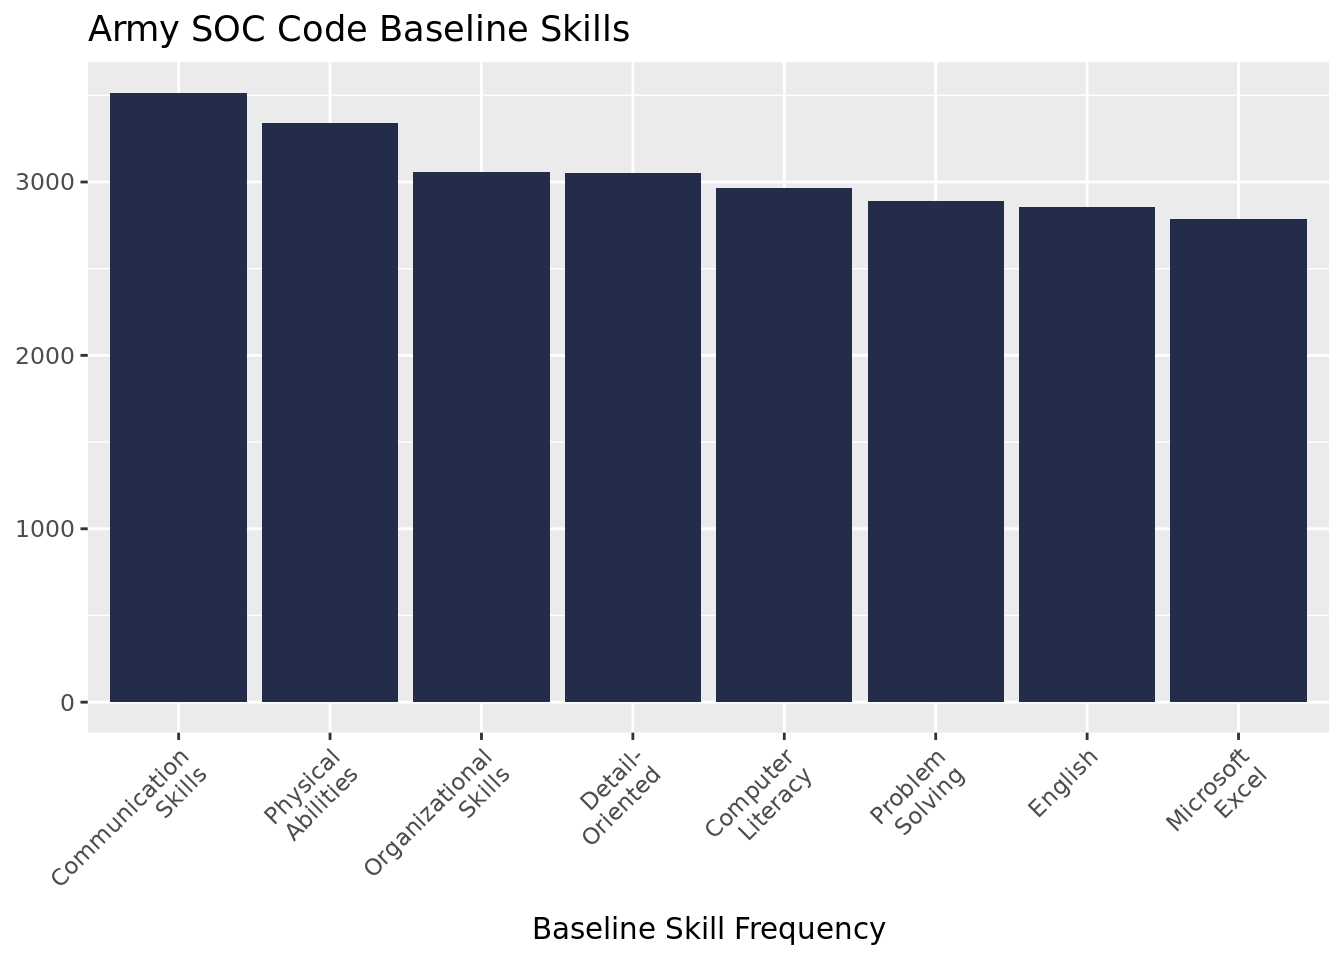 Army SOC Code Baseline Skills
3000
2000
1000
0
Communication
Skills
Physical
Abilities
Organizational
Skills
Detail-
Oriented
Computer
Literacy
Problem
Solving
English
Microsoft
Excel
Baseline Skill Frequency